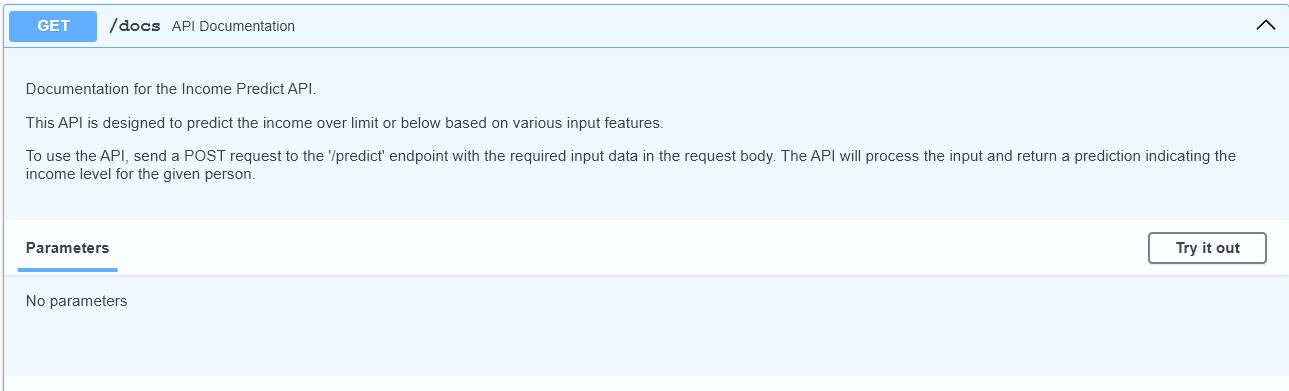 GET /docs API Documentation
Documentation for the Income Predict API.
This API is designed to predict the income over limit or below based on various input features.
To use the API, send a POST request to the '/predict' endpoint with the required input data in the request body. The API will process the input and return a prediction indicating the
income level for the given person.
Parameters Try it out
No parameters